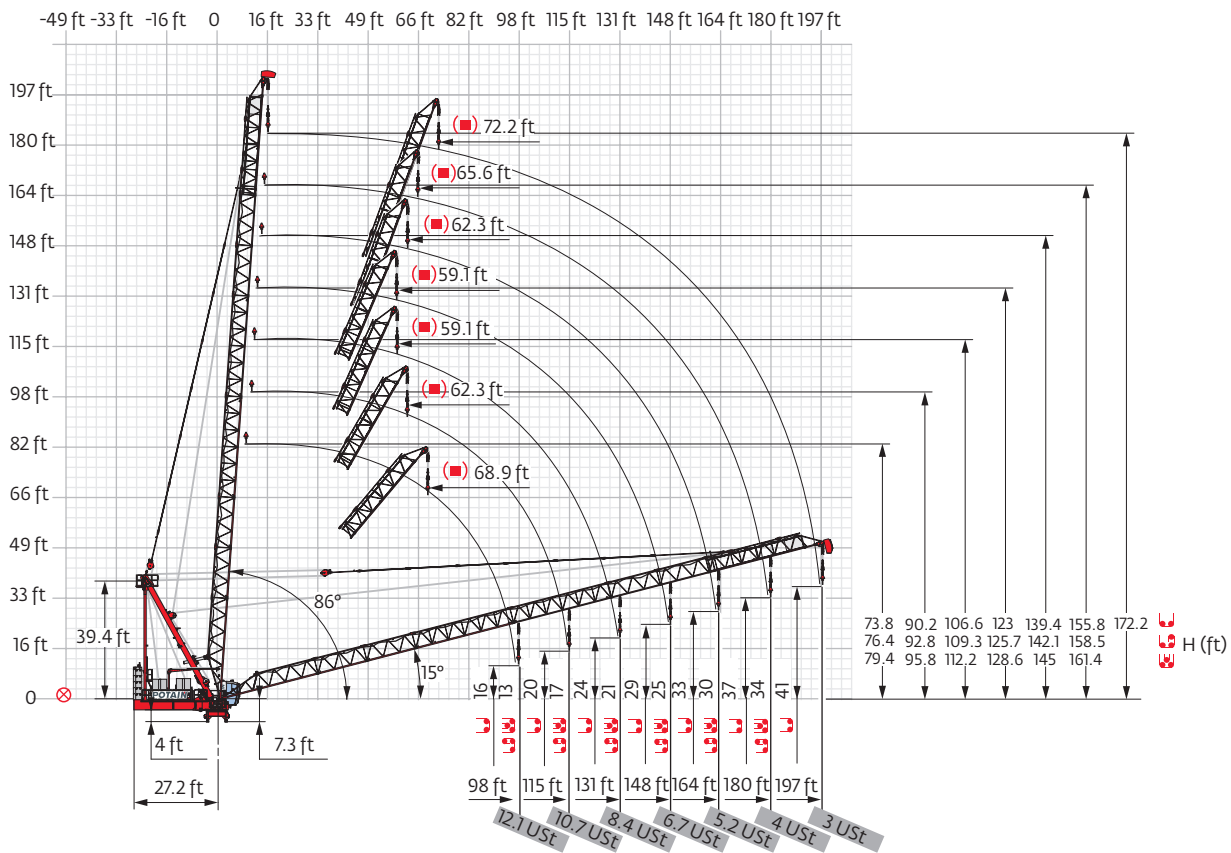 -49 ft -33 ft -16 ft 0 16 ft 33 ft 49 ft 66 ft 82 ft 98 ft 115 ft 131 ft 148 ft 164 ft 180 ft 197 ft
197 ft
180 ft
164 ft
148 ft
131 ft
115 ft
98 ft
82 ft
66 ft
49 ft
33 ft
16 ft
0
72.2 ft
65.6 ft
62.3 ft
59.1 ft
59.1 ft
62.3 ft
68.9 ft
86°
15°
39.4 ft
POTAIN
4 ft
7.3 ft
27.2 ft
73.8 90.2 106.6 123 139.4 155.8 172.2
76.4 92.8 109.3 125.7 142.1 158.5
79.4 95.8 112.2 128.6 145 161.4
H (ft)
16 13 20 17 24 21 29 25 33 30 37 34 41
98 ft 115 ft 131 ft 148 ft 164 ft 180 ft 197 ft
12.1 USt 10.7 USt 8.4 USt 6.7 USt 5.2 USt 4 USt 3 USt